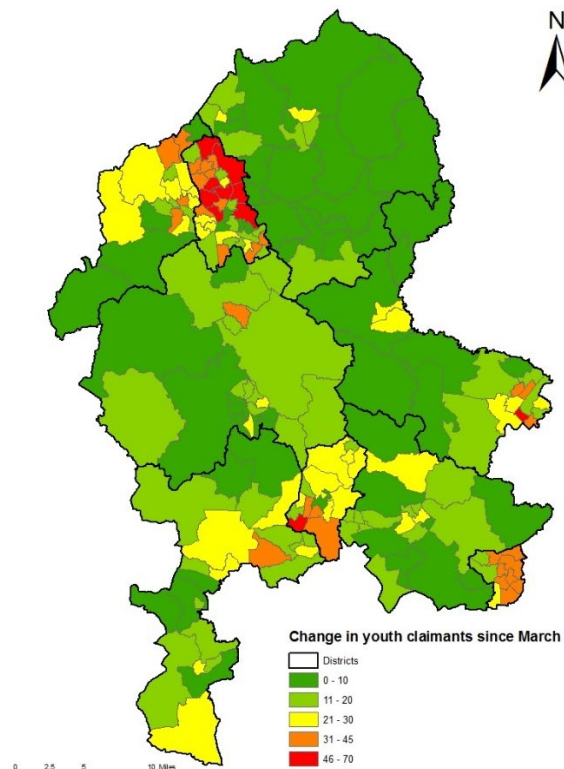 N
Change in youth claimants since March
Districts
0 - 10
11 - 20
21 - 30
31 - 45
46 - 70
0 2.5 5 10 Miles